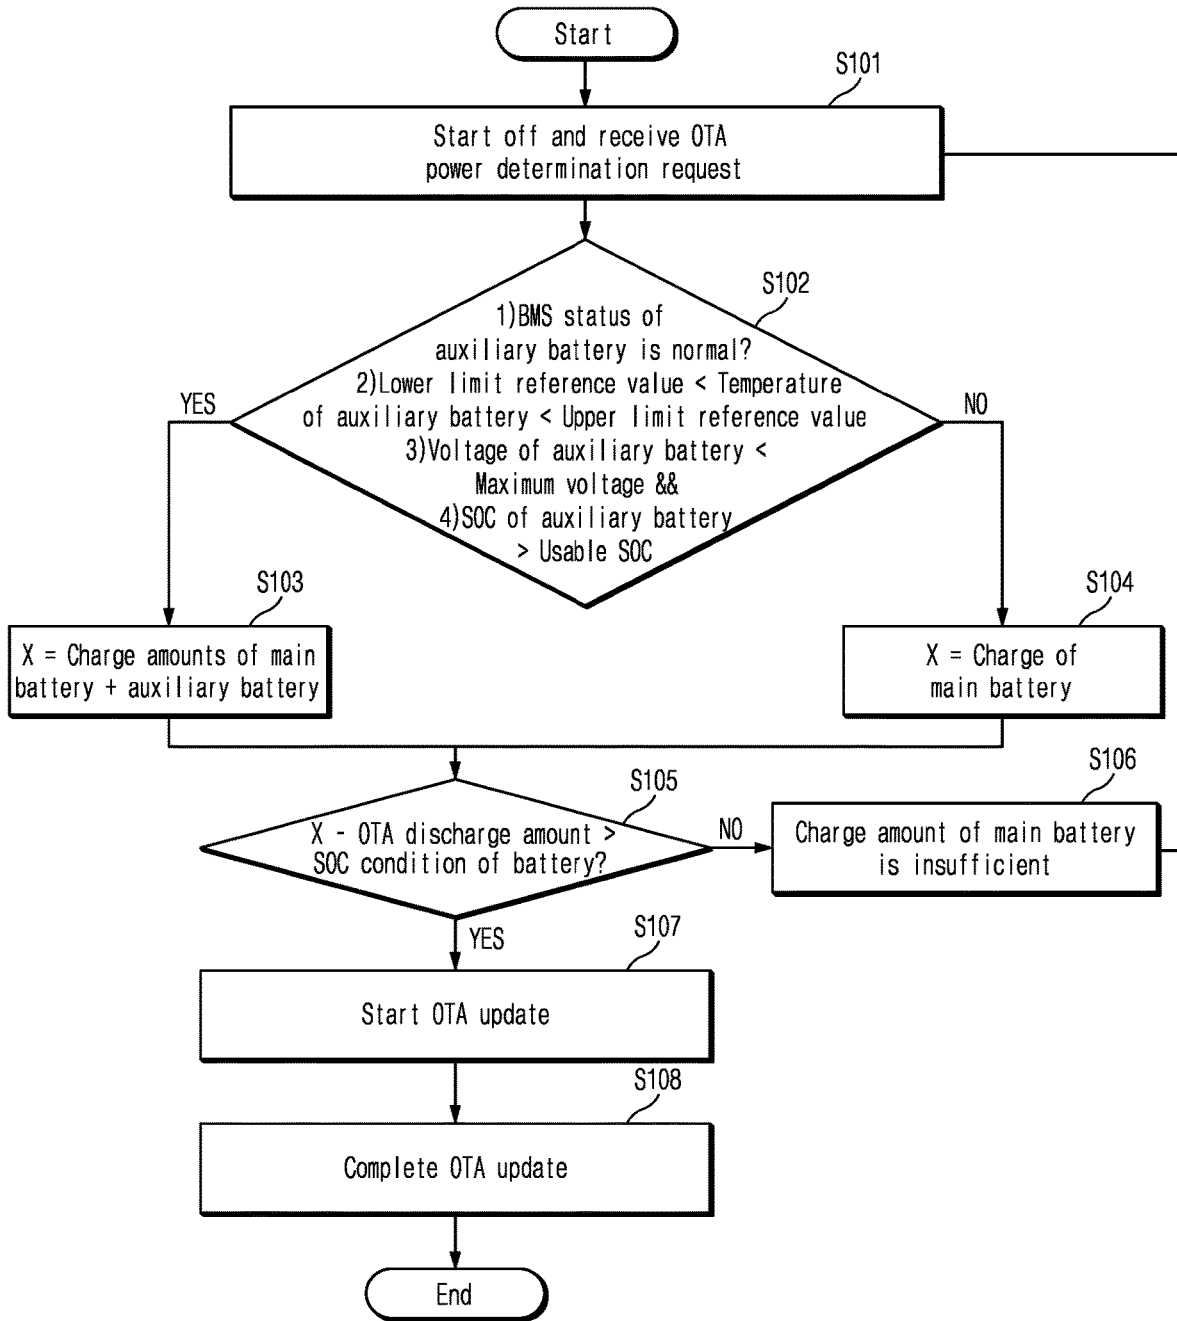 Start
S101
Start off and receive OTA
power determination request
S102
1)BMS status of
auxiliary battery is normal?
2)Lower limit reference value < Temperature
of auxiliary battery < Upper limit reference value
3)Voltage of auxiliary battery <
Maximum voltage &&
4)SOC of auxiliary battery
> Usable SOC
YES
NO
S103
X = Charge amounts of main
battery + auxiliary battery
S104
X = Charge of
main battery
S105
X - OTA discharge amount >
SOC condition of battery?
NO
S106
Charge amount of main battery
is insufficient
YES
S107
Start OTA update
S108
Complete OTA update
End